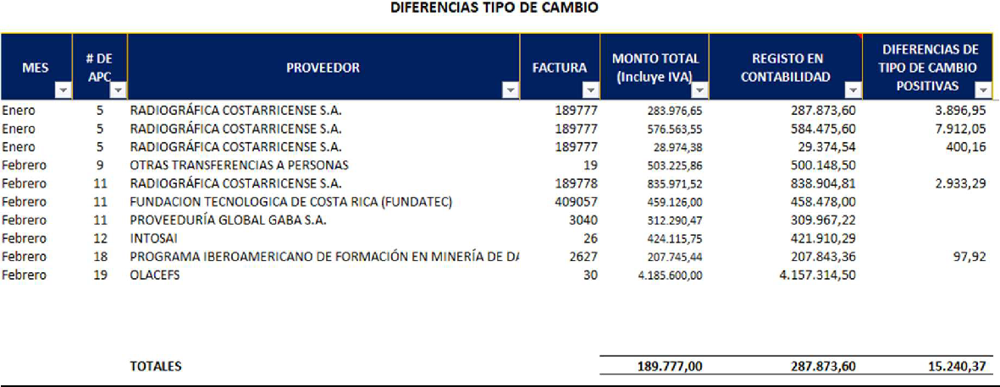 DIFERENCIAS TIPO DE CAMBIO
MES # DE APC PROVEEDOR FACTURA MONTO TOTAL (Incluye IVA) REGISTO EN CONTABILIDAD DIFERENCIAS DE TIPO DE CAMBIO POSITIVAS
Enero 5 RADIOGRÁFICA COSTARRICENSE S.A. 189777 283.976,65 287.873,60 3.896,95
Enero 5 RADIOGRÁFICA COSTARRICENSE S.A. 189777 576.563,55 584.475,60 7.912,05
Enero 5 RADIOGRÁFICA COSTARRICENSE S.A. 189777 28.974,38 29.374,54 400,16
Febrero 9 OTRAS TRANSFERENCIAS A PERSONAS 19 503.225,86 500.148,50
Febrero 11 RADIOGRÁFICA COSTARRICENSE S.A. 189778 835.971,52 838.904,81 2.933,29
Febrero 11 FUNDACION TECNOLOGICA DE COSTA RICA (FUNDATEC) 409057 459.126,00 458.478,00
Febrero 11 PROVEEDURÍA GLOBAL GABA S.A. 3040 312.290,47 309.967,22
Febrero 12 INTOSAI 26 424.115,75 421.910,29
Febrero 18 PROGRAMA IBEROAMERICANO DE FORMACIÓN EN MINERÍA DE DA 2627 207.745,44 207.843,36 97,92
Febrero 19 OLACEFS 30 4.185.600,00 4.157.314,50
TOTALES 189.777,00 287.873,60 15.240,37